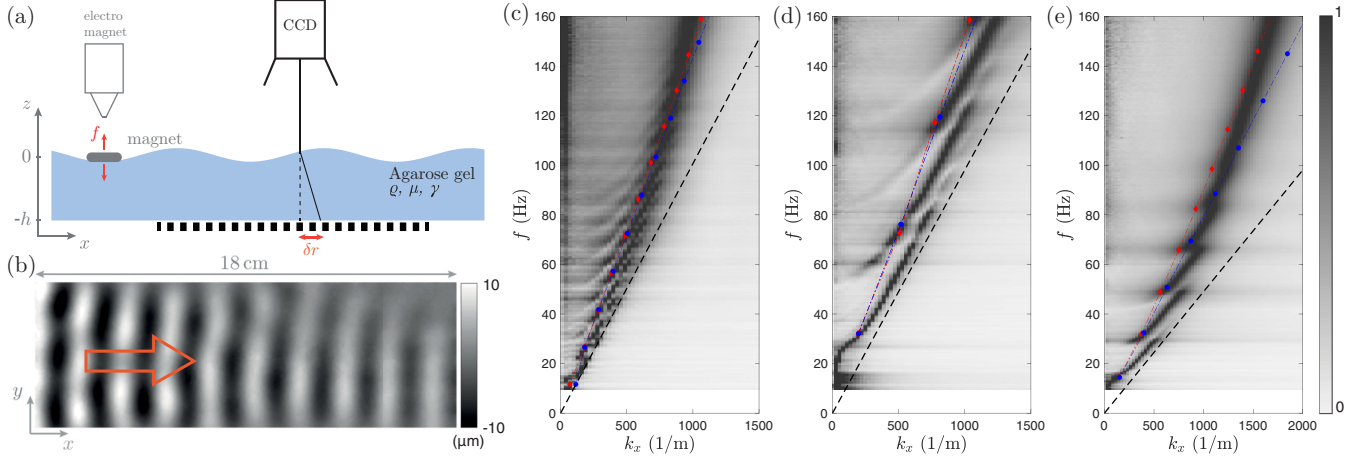 (a)
electro
magnet
CCD
z
f
magnet
0
Agarose gel
ϱ, μ, γ
-h
x
δr
(b)
18 cm
10
-10
(μm)
y
x
(c)
160
140
120
100
80
60
40
20
0
f (Hz)
0 500 1000 1500
k_x (1/m)
(d)
160
140
120
100
80
60
40
20
0
f (Hz)
0 500 1000 1500
k_x (1/m)
(e)
160
140
120
100
80
60
40
20
0
f (Hz)
0 500 1000 1500 2000
k_x (1/m)
1
0